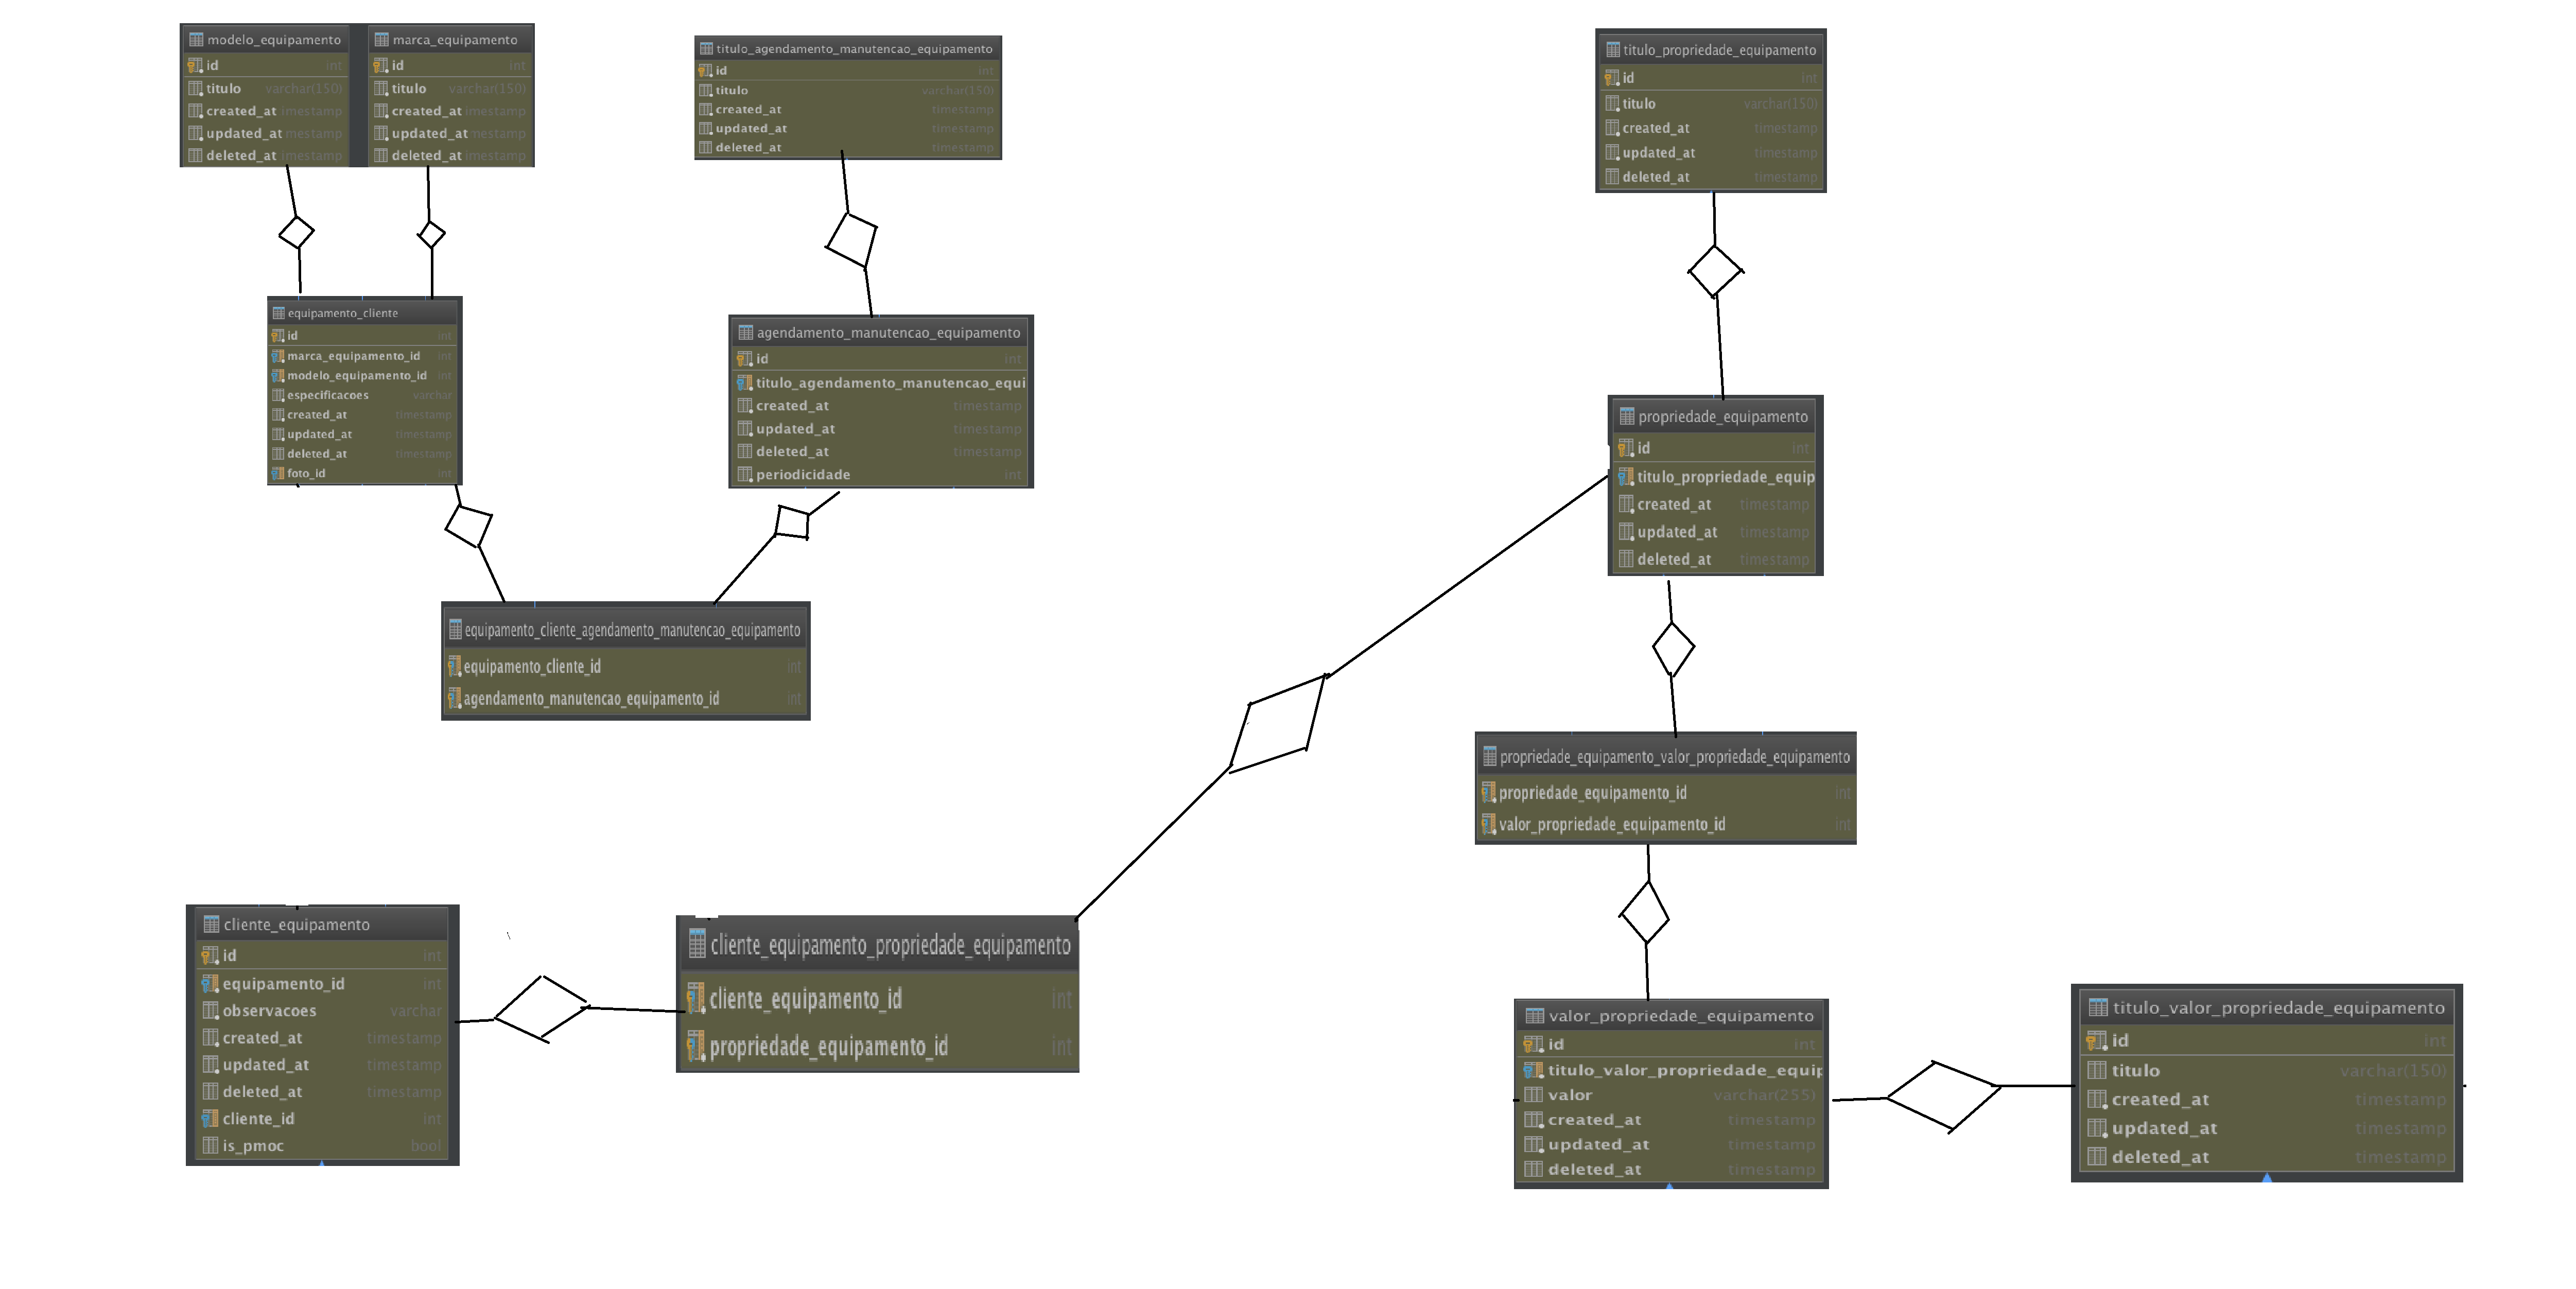 modelo_equipamento
id int
titulo varchar(150)
created_at imestamp
updated_at mestamp
deleted_at imestamp
marca_equipamento
id int
titulo varchar(150)
created_at imestamp
updated_at mestamp
deleted_at imestamp
titulo_agendamento_manutencao_equipamento
id int
titulo varchar(150)
created_at timestamp
updated_at timestamp
deleted_at timestamp
titulo_propriedade_equipamento
id int
titulo varchar(150)
created_at timestamp
updated_at timestamp
deleted_at timestamp
equipamento_cliente
id int
marca_equipamento_id int
modelo_equipamento_id int
especificacoes varchar
created_at timestamp
updated_at timestamp
deleted_at timestamp
foto_id int
agendamento_manutencao_equipamento
id int
titulo_agendamento_manutencao_equi
created_at timestamp
updated_at timestamp
deleted_at timestamp
periodicidade int
propriedade_equipamento
id int
titulo_propriedade_equip
created_at timestamp
updated_at timestamp
deleted_at timestamp
equipamento_cliente_agendamento_manutencao_equipamento
equipamento_cliente_id int
agendamento_manutencao_equipamento_id int
propriedade_equipamento_valor_propriedade_equipamento
propriedade_equipamento_id int
valor_propriedade_equipamento_id int
cliente_equipamento
id int
equipamento_id int
observacoes varchar
created_at timestamp
updated_at timestamp
deleted_at timestamp
cliente_id int
is_pmoc bool
cliente_equipamento_propriedade_equipamento
cliente_equipamento_id int
propriedade_equipamento_id int
valor_propriedade_equipamento
id int
titulo_valor_propriedade_equip
valor varchar(255)
created_at timestamp
updated_at timestamp
deleted_at timestamp
titulo_valor_propriedade_equipamento
id int
titulo varchar(150)
created_at timestamp
updated_at timestamp
deleted_at timestamp